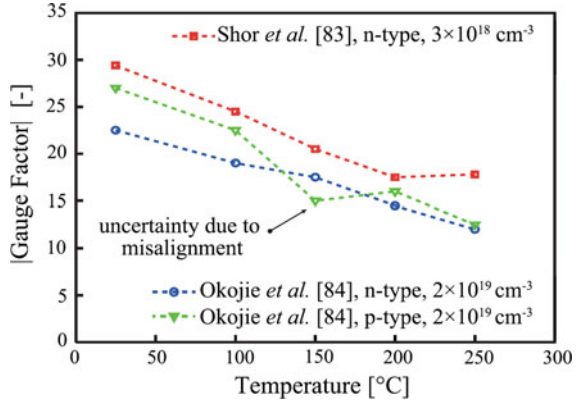 35
30
25
20
15
10
5
0
|Gauge Factor| [-]
Shor et al. [83], n-type, 3×10¹⁸ cm⁻³
uncertainty due to
misalignment
Okojie et al. [84], n-type, 2×10¹⁹ cm⁻³
Okojie et al. [84], p-type, 2×10¹⁹ cm⁻³
0 50 100 150 200 250 300
Temperature [°C]